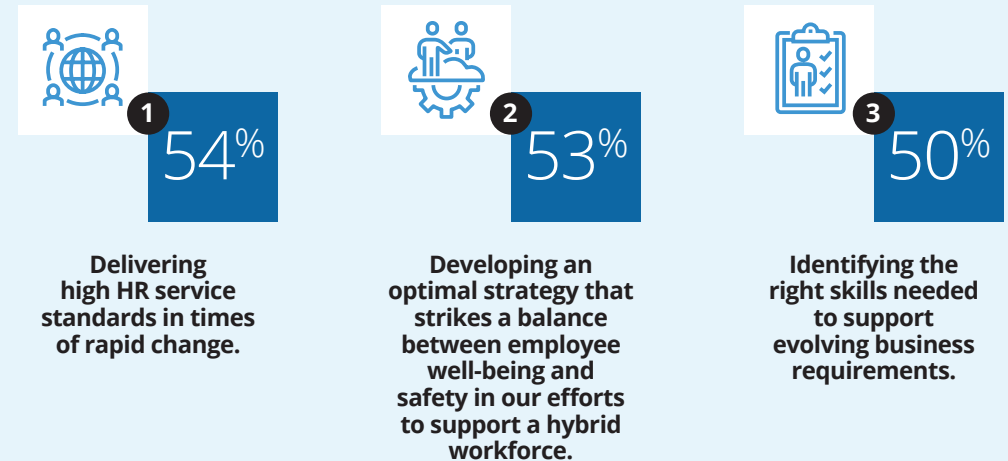 1
54%
Delivering
high HR service
standards in times
of rapid change.
2
53%
Developing an
optimal strategy that
strikes a balance
between employee
well-being and
safety in our efforts
to support a hybrid
workforce.
3
50%
Identifying the
right skills needed
to support
evolving business
requirements.